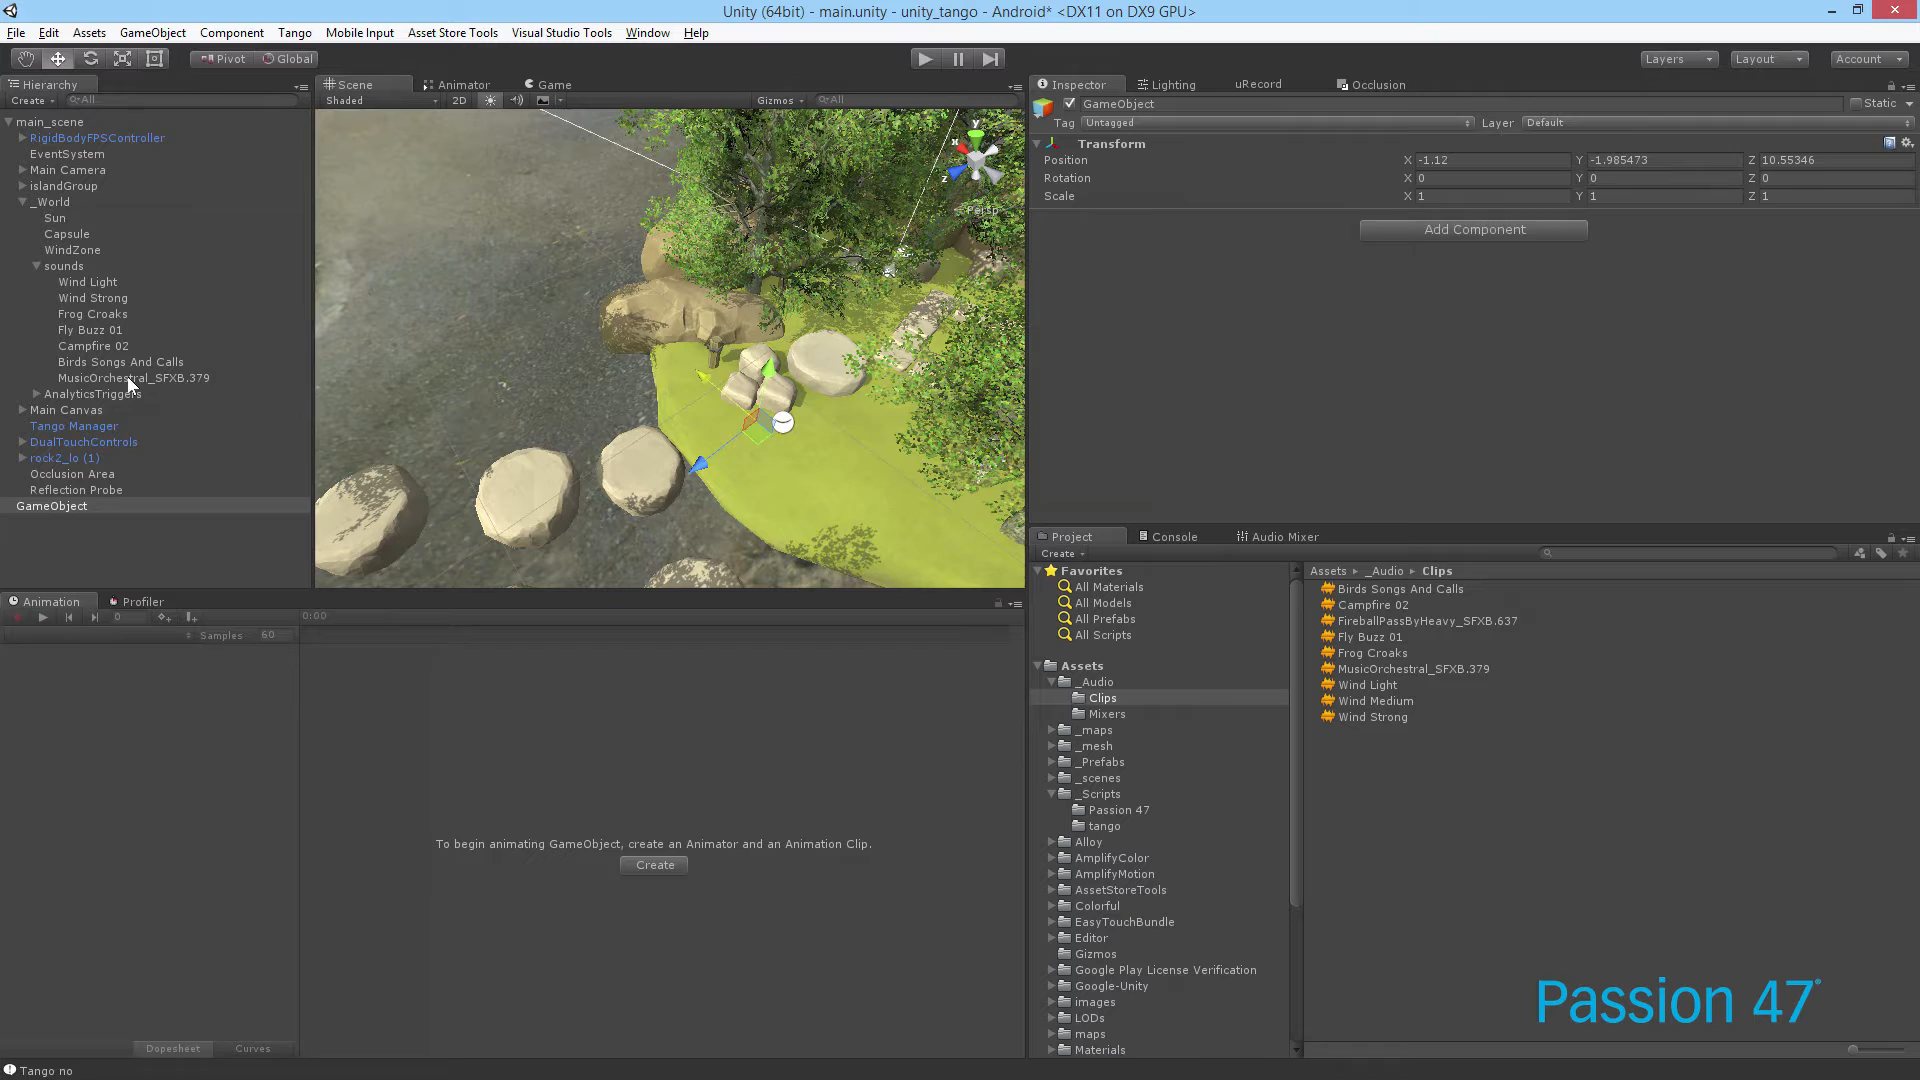 Unity (64bit) - main.unity - unity_tango - Android* <DX11 on DX9 GPU>
File Edit Assets GameObject Component Tango Mobile Input Asset Store Tools Visual Studio Tools Window Help
Pivot Global
Layers Layout Account
Hierarchy
Create All
main_scene
RigidBodyFPSController
EventSystem
Main Camera
islandGroup
_World
Sun
Capsule
WindZone
sounds
Wind Light
Wind Strong
Frog Croaks
Fly Buzz 01
Campfire 02
Birds Songs And Calls
MusicOrchestral_SFXB.379
AnalyticsTriggers
Main Canvas
Tango Manager
DualTouchControls
rock2_lo (1)
Occlusion Area
Reflection Probe
GameObject
Scene Animator Game
Shaded 2D Gizmos All
y
x
z
Persp
Inspector Lighting uRecord Occlusion
GameObject Static
Tag Untagged Layer Default
Transform
Position X -1.12 Y -1.985473 Z 10.55346
Rotation X 0 Y 0 Z 0
Scale X 1 Y 1 Z 1
Add Component
Animation Profiler
0 0:00
Samples 60
To begin animating GameObject, create an Animator and an Animation Clip.
Create
Dopesheet Curves
Project Console Audio Mixer
Create
Favorites
All Materials
All Models
All Prefabs
All Scripts
Assets
_Audio
Clips
Mixers
_maps
_mesh
_Prefabs
_scenes
_Scripts
Passion 47
tango
Alloy
AmplifyColor
AmplifyMotion
AssetStoreTools
Colorful
EasyTouchBundle
Editor
Gizmos
Google Play License Verification
Google-Unity
images
LODs
maps
Materials
Assets _Audio Clips
Birds Songs And Calls
Campfire 02
FireballPassByHeavy_SFXB.637
Fly Buzz 01
Frog Croaks
MusicOrchestral_SFXB.379
Wind Light
Wind Medium
Wind Strong
Passion 47
Tango no